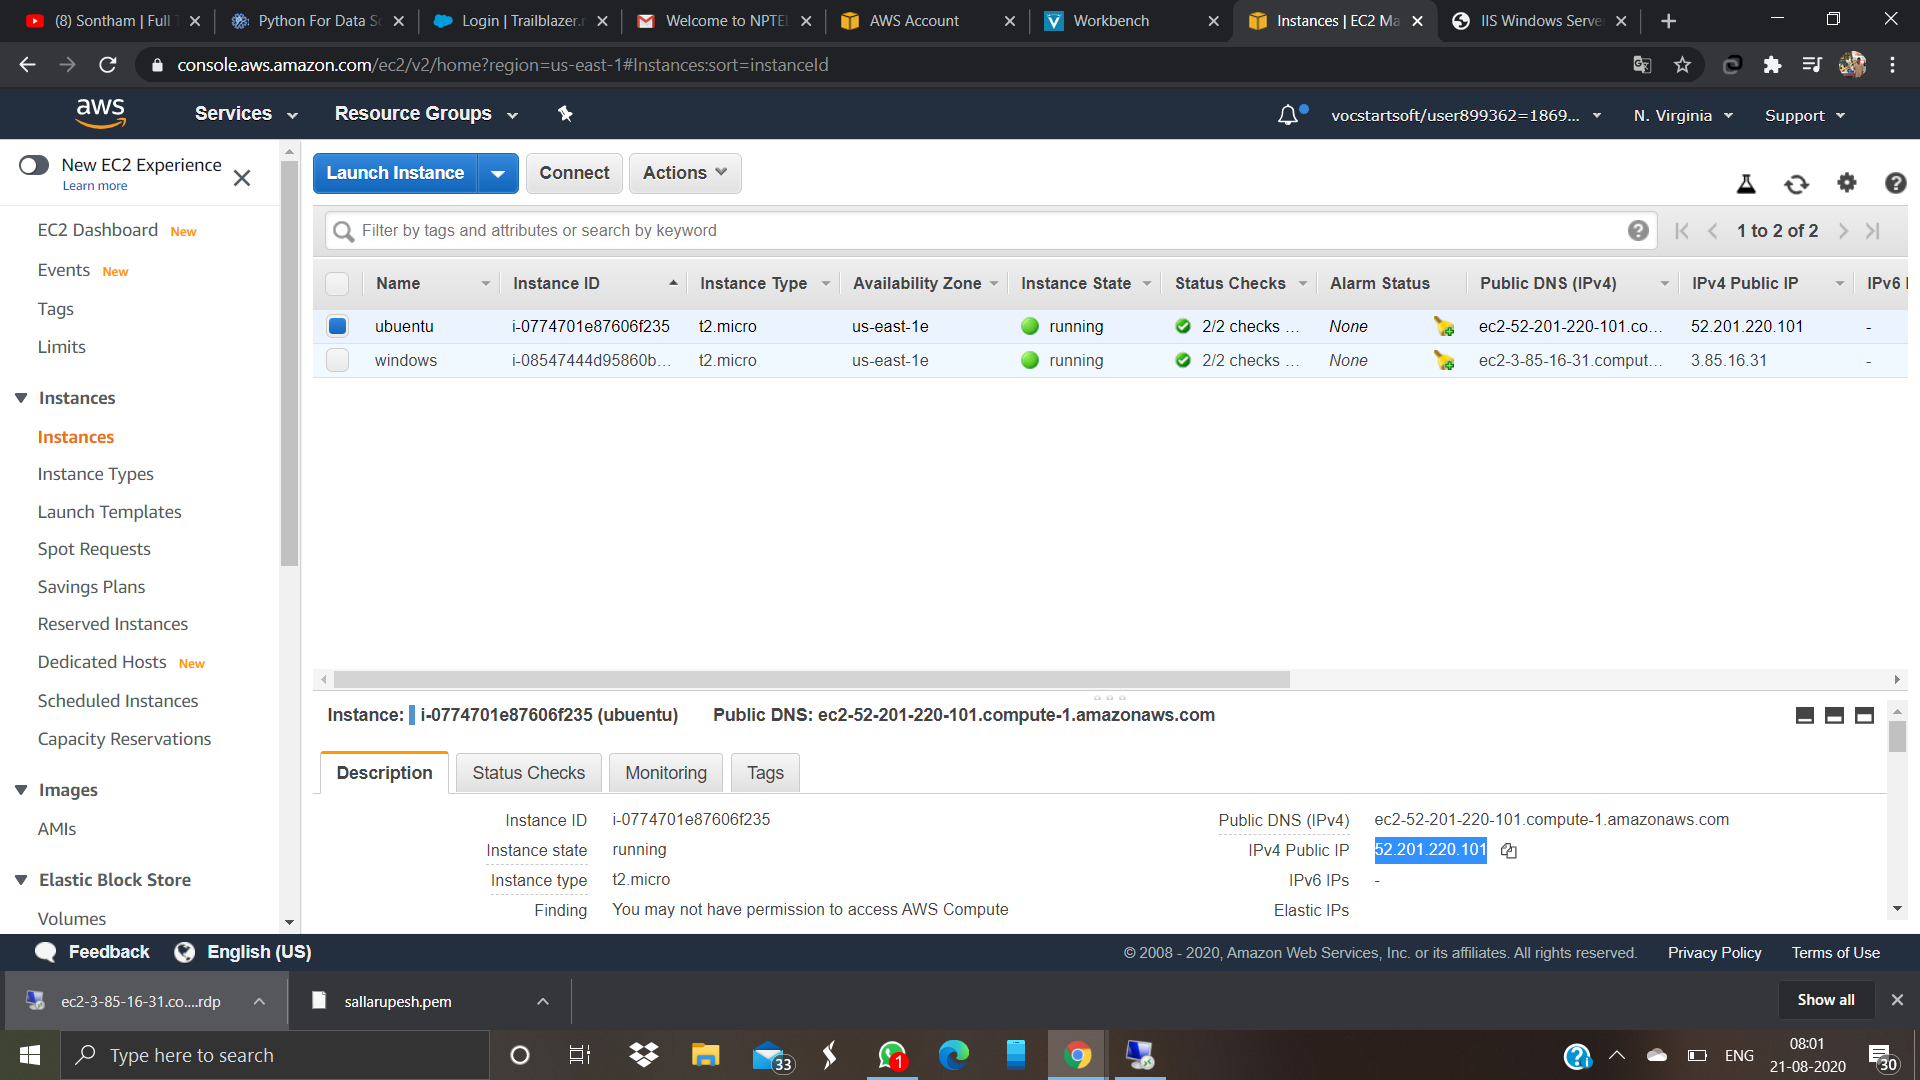 (8) Sontham | Full T
Python For Data Sc
Login | Trailblazer.m
Welcome to NPTEL
AWS Account
Workbench
Instances | EC2 Ma
IIS Windows Server
console.aws.amazon.com/ec2/v2/home?region=us-east-1#Instances:sort=instanceId
aws
Services
Resource Groups
vocstartsoft/user899362=1869...
N. Virginia
Support
New EC2 Experience
Learn more
EC2 Dashboard New
Events New
Tags
Limits
Instances
Instances
Instance Types
Launch Templates
Spot Requests
Savings Plans
Reserved Instances
Dedicated Hosts New
Scheduled Instances
Capacity Reservations
Images
AMIs
Elastic Block Store
Volumes
Launch Instance
Connect
Actions
Filter by tags and attributes or search by keyword
1 to 2 of 2
Name Instance ID Instance Type Availability Zone Instance State Status Checks Alarm Status Public DNS (IPv4) IPv4 Public IP IPv6 I
ubuentu i-0774701e87606f235 t2.micro us-east-1e running 2/2 checks ... None ec2-52-201-220-101.co... 52.201.220.101 -
windows i-08547444d95860b... t2.micro us-east-1e running 2/2 checks ... None ec2-3-85-16-31.comput... 3.85.16.31 -
Instance: i-0774701e87606f235 (ubuentu) Public DNS: ec2-52-201-220-101.compute-1.amazonaws.com
Description
Status Checks
Monitoring
Tags
Instance ID i-0774701e87606f235
Instance state running
Instance type t2.micro
Finding You may not have permission to access AWS Compute
Public DNS (IPv4) ec2-52-201-220-101.compute-1.amazonaws.com
IPv4 Public IP 52.201.220.101
IPv6 IPs -
Elastic IPs
Feedback
English (US)
© 2008 - 2020, Amazon Web Services, Inc. or its affiliates. All rights reserved.
Privacy Policy
Terms of Use
ec2-3-85-16-31.co....rdp
sallarupesh.pem
Show all
Type here to search
33
1
ENG
08:01
21-08-2020
30